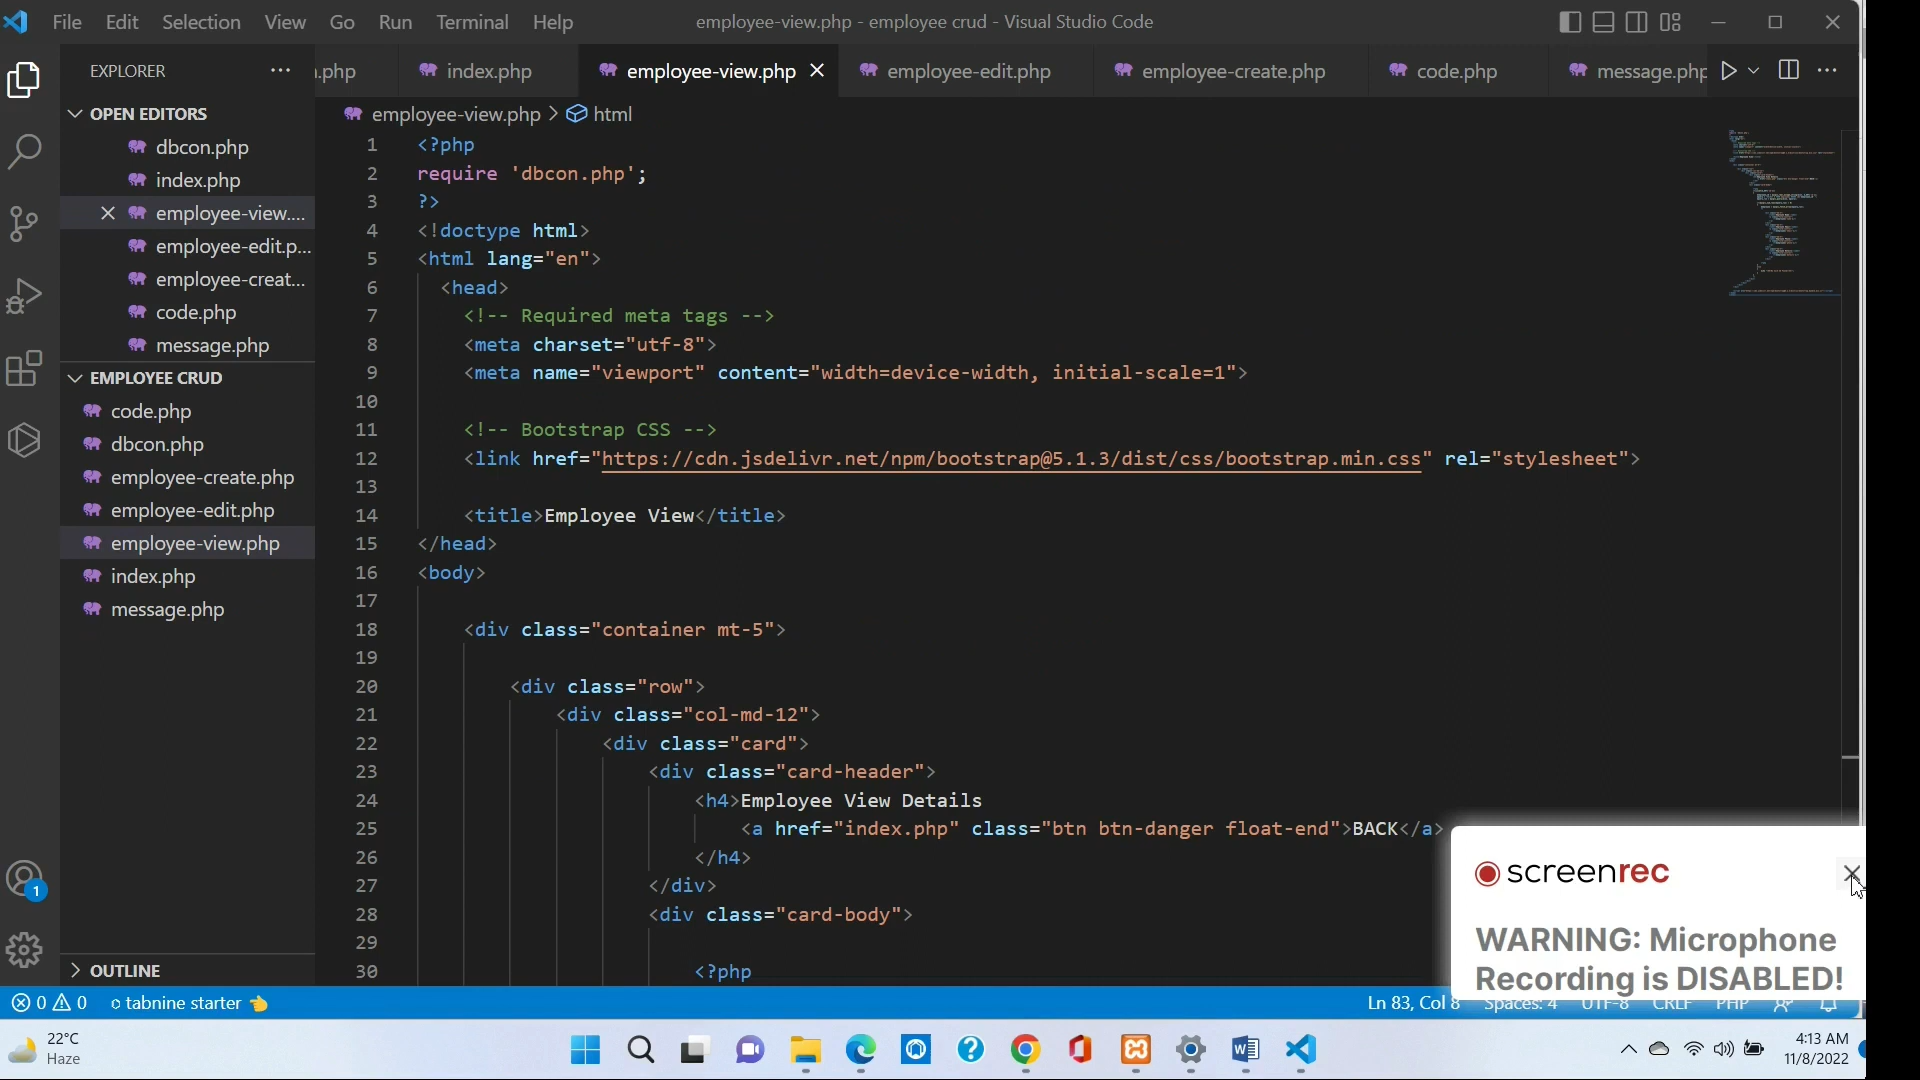 File Edit Selection View Go Run Terminal Help employee-view.php - employee crud - Visual Studio Code
EXPLORER
OPEN EDITORS
dbcon.php
index.php
employee-view....
employee-edit.p...
employee-creat...
code.php
message.php
EMPLOYEE CRUD
code.php
dbcon.php
employee-create.php
employee-edit.php
employee-view.php
index.php
message.php
OUTLINE
.php index.php employee-view.php employee-edit.php employee-create.php code.php message.php
employee-view.php > html
1 <?php
2 require 'dbcon.php';
3 ?>
4 <!doctype html>
5 <html lang="en">
6 <head>
7 <!-- Required meta tags -->
8 <meta charset="utf-8">
9 <meta name="viewport" content="width=device-width, initial-scale=1">
10
11 <!-- Bootstrap CSS -->
12 <link href="https://cdn.jsdelivr.net/npm/bootstrap@5.1.3/dist/css/bootstrap.min.css" rel="stylesheet">
13
14 <title>Employee View</title>
15 </head>
16 <body>
17
18 <div class="container mt-5">
19
20 <div class="row">
21 <div class="col-md-12">
22 <div class="card">
23 <div class="card-header">
24 <h4>Employee View Details
25 <a href="index.php" class="btn btn-danger float-end">BACK</a>
26 </h4>
27 </div>
28 <div class="card-body">
29
30 <?php
screenrec
WARNING: Microphone
Recording is DISABLED!
1
0 0 tabnine starter Ln 83, Col 8 Spaces: 4 UTF-8 CRLF PHP
22°C
Haze
4:13 AM
11/8/2022